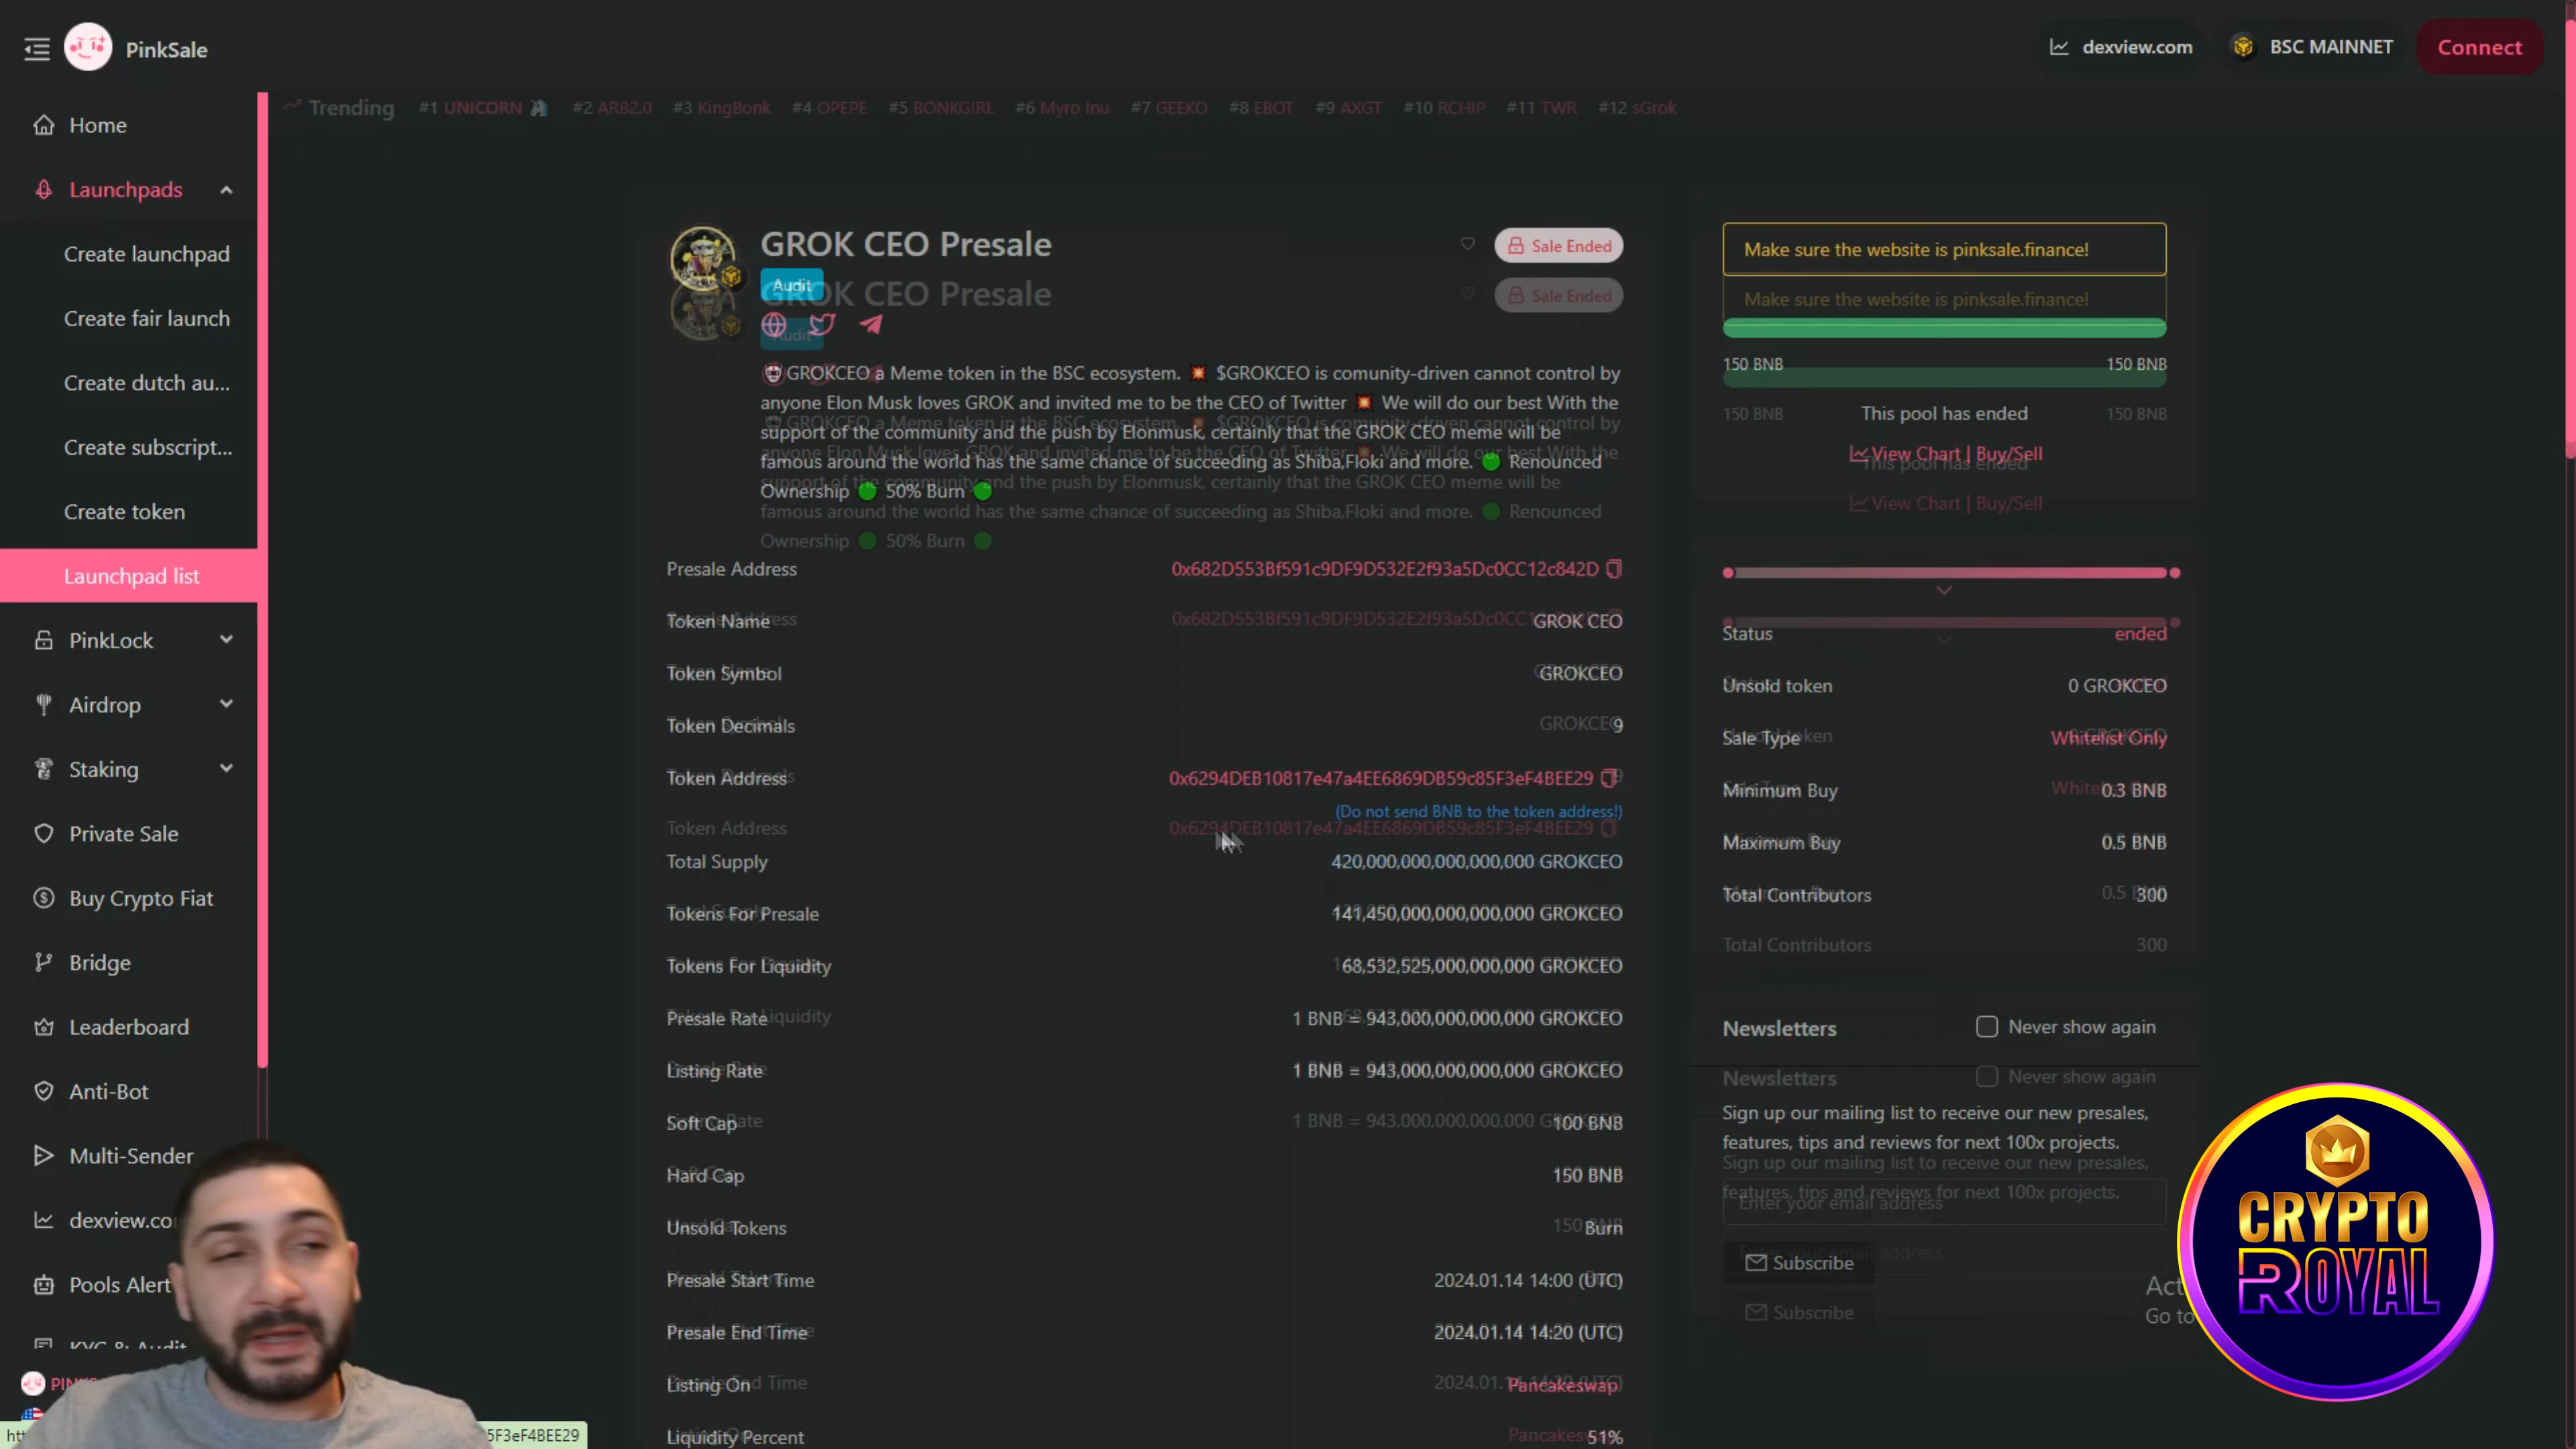 PinkSale
dexview.com
BSC MAINNET
Connect
Trending #1 UNICORN #2 ARB2.0 #3 KingBonk #4 OPEPE #5 BONKGIRL #6 Myro Inu #7 GEEKO #8 EBOT #9 AXGT #10 RCHIP #11 TWR #12 sGrok
Home
Launchpads
Create launchpad
Create fair launch
Create dutch au...
Create subscript...
Create token
Launchpad list
PinkLock
Airdrop
Staking
Private Sale
Buy Crypto Fiat
Bridge
Leaderboard
Anti-Bot
Multi-Sender
dexview.co
Pools Alert
KYC & Audit
GROK CEO Presale
Sale Ended
Audit
GROKCEO a Meme token in the BSC ecosystem. $GROKCEO is comunity-driven cannot control by
anyone Elon Musk loves GROK and invited me to be the CEO of Twitter We will do our best With the
support of the community and the push by Elonmusk, certainly that the GROK CEO meme will be
famous around the world has the same chance of succeeding as Shiba,Floki and more. Renounced
Ownership 50% Burn
Presale Address 0x682D553Bf591c9DF9D532E2f93a5Dc0CC12c842D
Token Name GROK CEO
Token Symbol GROKCEO
Token Decimals 9
Token Address 0x6294DEB10817e47a4EE6869DB59c85F3eF4BEE29
(Do not send BNB to the token address!)
Total Supply 420,000,000,000,000,000 GROKCEO
Tokens For Presale 141,450,000,000,000,000 GROKCEO
Tokens For Liquidity 68,532,525,000,000,000 GROKCEO
Presale Rate 1 BNB = 943,000,000,000,000 GROKCEO
Listing Rate 1 BNB = 943,000,000,000,000 GROKCEO
Soft Cap 100 BNB
Hard Cap 150 BNB
Unsold Tokens Burn
Presale Start Time 2024.01.14 14:00 (UTC)
Presale End Time 2024.01.14 14:20 (UTC)
Listing On Pancakeswap
Liquidity Percent 51%
Make sure the website is pinksale.finance!
150 BNB 150 BNB
This pool has ended
View Chart | Buy/Sell
Status ended
Unsold token 0 GROKCEO
Sale Type Whitelist Only
Minimum Buy 0.3 BNB
Maximum Buy 0.5 BNB
Total Contributors 300
Newsletters
Never show again
Sign up our mailing list to receive our new presales,
features, tips and reviews for next 100x projects.
Enter your email address
Subscribe
Go to
CRYPTO
ROYAL
5F3eF4BEE29